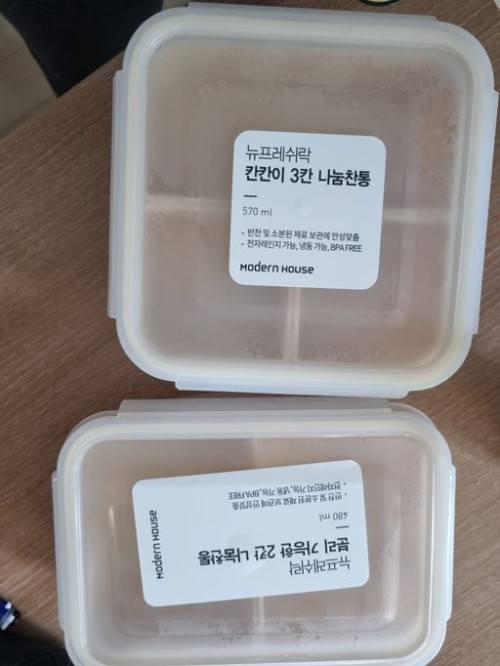 뉴프레쉬락
칸칸이 3칸 나눔찬통
570 ml
• 반찬 및 소분된 재료 보관에 안성맞춤
• 전자레인지 가능, 냉동 가능, BPA FREE
Modern House
뉴프레쉬락
분리 가능한 2칸 나눔찬통
480 ml
• 반찬 및 소분된 재료 보관에 안성맞춤
• 전자레인지 가능, 냉동 가능, BPA FREE
Modern House